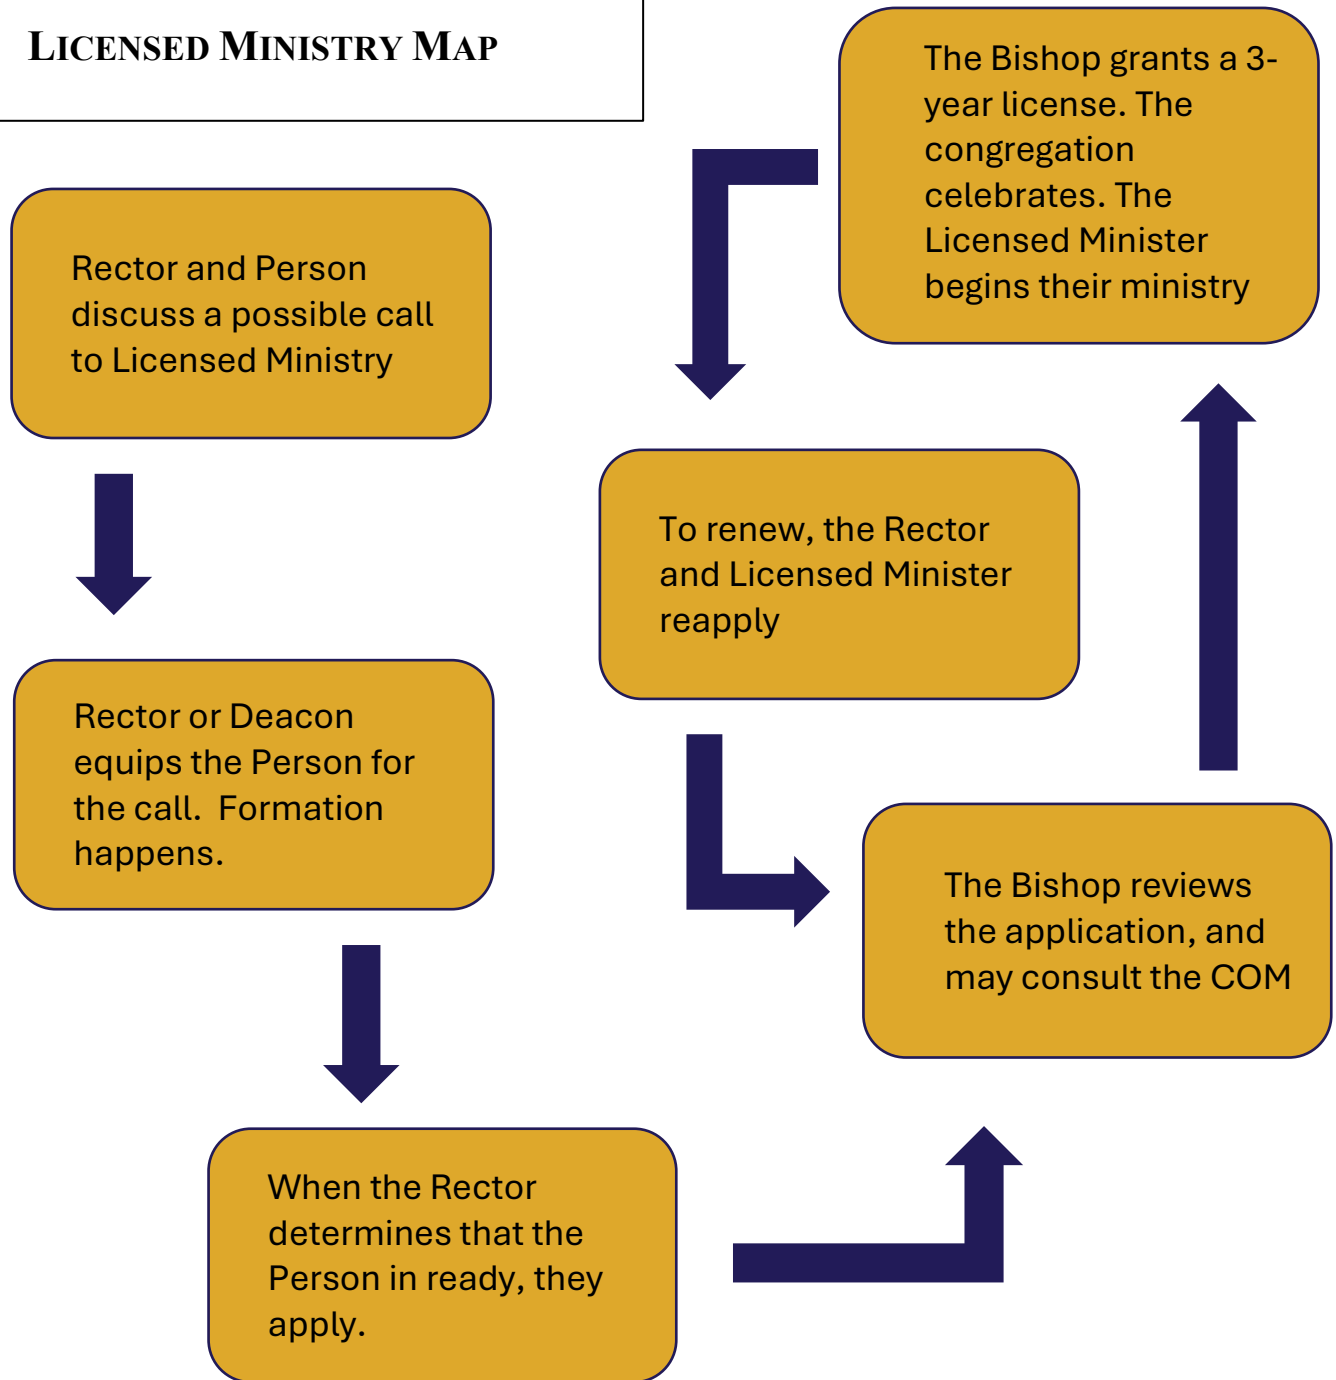 LICENSED MINISTRY MAP
Rector and Person
discuss a possible call
to Licensed Ministry
Rector or Deacon
equips the Person for
the call.  Formation
happens.
When the Rector
determines that the
Person in ready, they
apply.
The Bishop reviews
the application, and
may consult the COM
The Bishop grants a 3-
year license. The
congregation
celebrates. The
Licensed Minister
begins their ministry
To renew, the Rector
and Licensed Minister
reapply